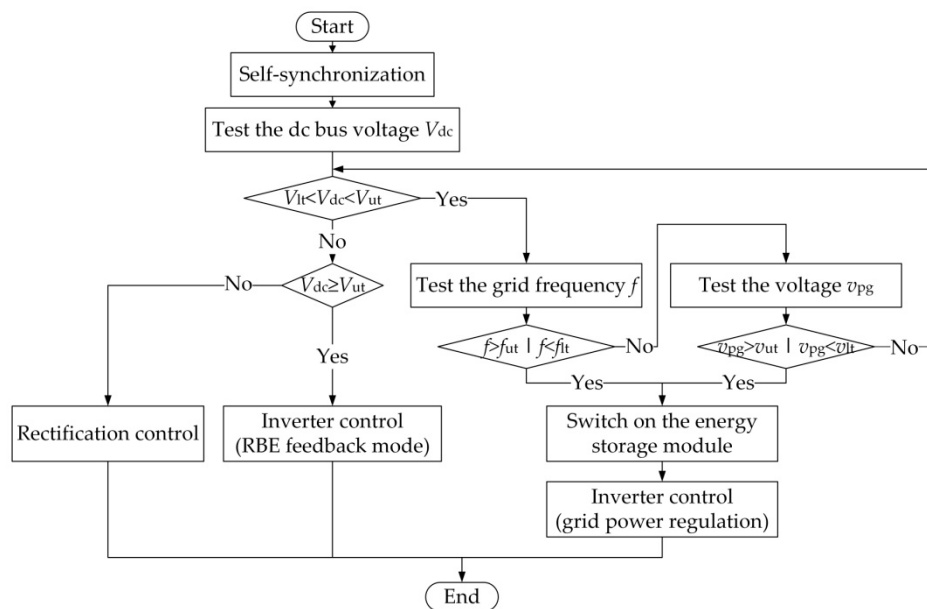 Start
Self-synchronization
Test the dc bus voltage Vdc
Vlt<Vdc<Vut
Yes
No
Vdc≥Vut
No
Yes
Test the grid frequency f
Test the voltage vpg
f>fut | f<flt
No
vpg>vut | vpg<vlt
No
Yes
Yes
Rectification control
Inverter control
(RBE feedback mode)
Switch on the energy
storage module
Inverter control
(grid power regulation)
End